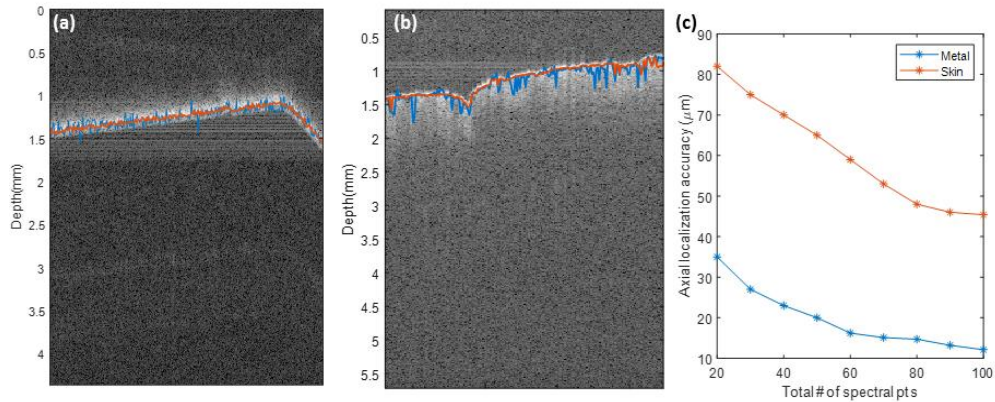 (a)
0
0.5
1
1.5
2
2.5
3
3.5
4
Depth(mm)
(b)
0.5
1
1.5
2
2.5
3
3.5
4
4.5
5
5.5
Depth(mm)
(c)
90
80
70
60
50
40
30
20
10
Axial localization accuracy (μm)
Metal
Skin
20 40 60 80 100
Total # of spectral pts